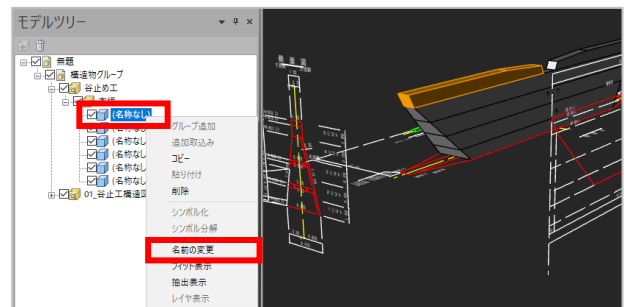 モデルツリー
無題
構造物グループ
谷止め工
(名称なし)
(名称なし
(名称なし
(名称なし
(名称なし
(名称なし
01_谷止工構造図
グループ追加
追加取込み
コピー
貼り付け
削除
シンボル化
シンボル分解
名前の変更
フィット表示
抽出表示
レイヤ表示